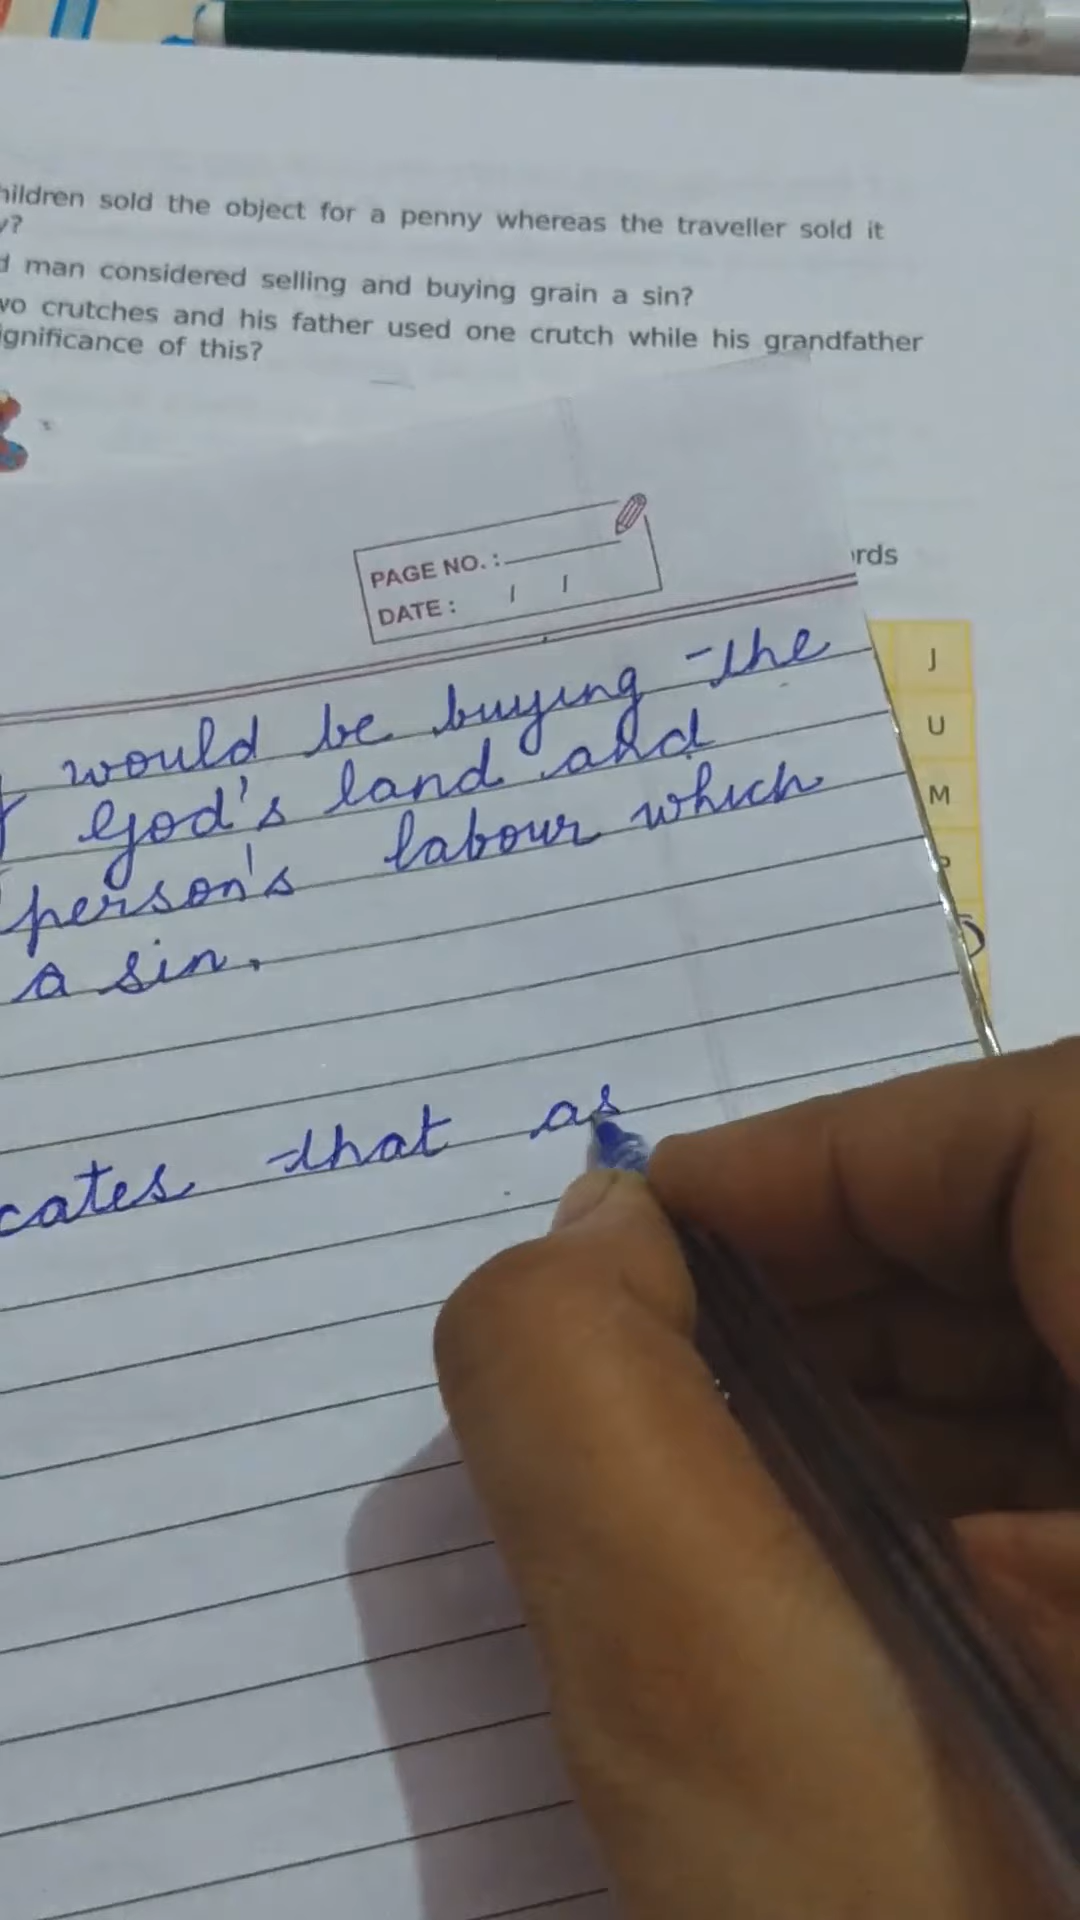 hildren sold the object for a penny whereas the traveller sold it
y?
d man considered selling and buying grain a sin?
wo crutches and his father used one crutch while his grandfather
ignificance of this?
PAGE NO. :
DATE : / /
rds
J
U
M
P
would be buying the
God's land and
person's labour which
a sin.
cates that as